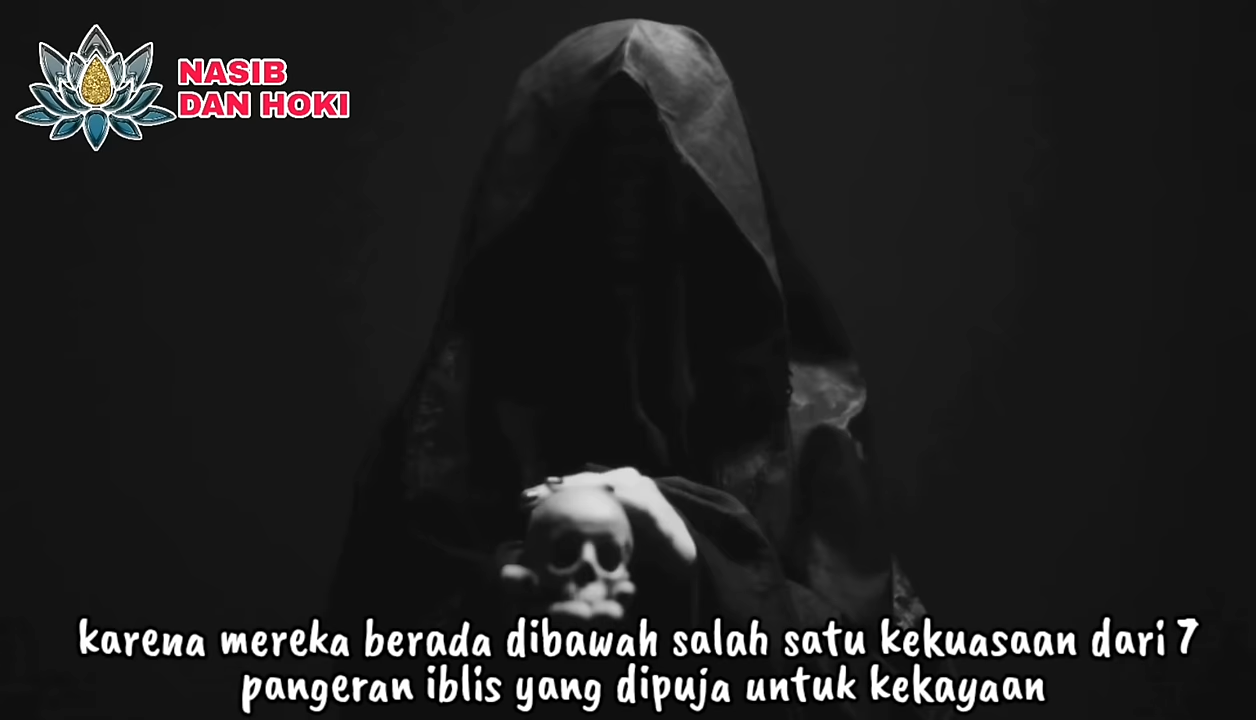 NASIB
DAN HOKI
karena mereka berada dibawah salah satu kekuasaan dari 7
pangeran iblis yang dipuja untuk kekayaan